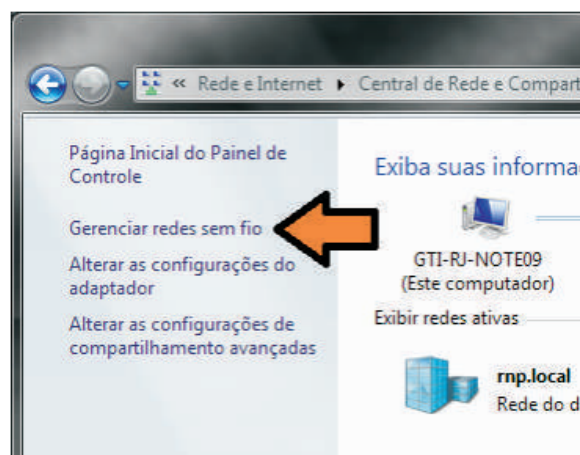 « Rede e Internet ▸ Central de Rede e Compart
Página Inicial do Painel de
Controle
Exiba suas informa
Gerenciar redes sem fio
Alterar as configurações do
adaptador
Alterar as configurações de
compartilhamento avançadas
GTI-RJ-NOTE09
(Este computador)
Exibir redes ativas
rnp.local
Rede do d